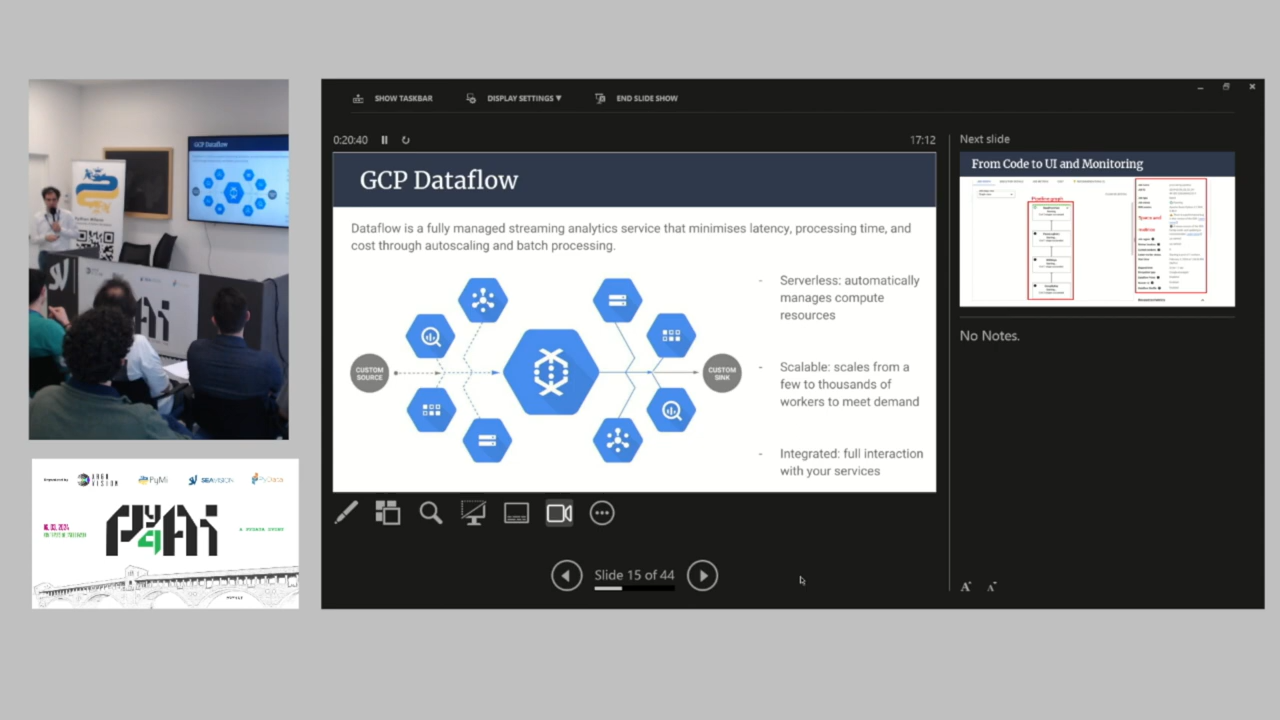 SHOW TASKBAR
DISPLAY SETTINGS ▼
END SLIDE SHOW
0:20:40
17:12
Next slide
GCP Dataflow
Dataflow is a fully managed streaming analytics service that minimises latency, processing time, and
cost through autoscaling and batch processing.
CUSTOM
SOURCE
CUSTOM
SINK
- Serverless: automatically
manages compute
resources
- Scalable: scales from a
few to thousands of
workers to meet demand
- Integrated: full interaction
with your services
From Code to UI and Monitoring
Pipeline graph
No Notes.
Slide 15 of 44
GCP Dataflow
PyMi
SEAVISION
PyData
Py4Ai